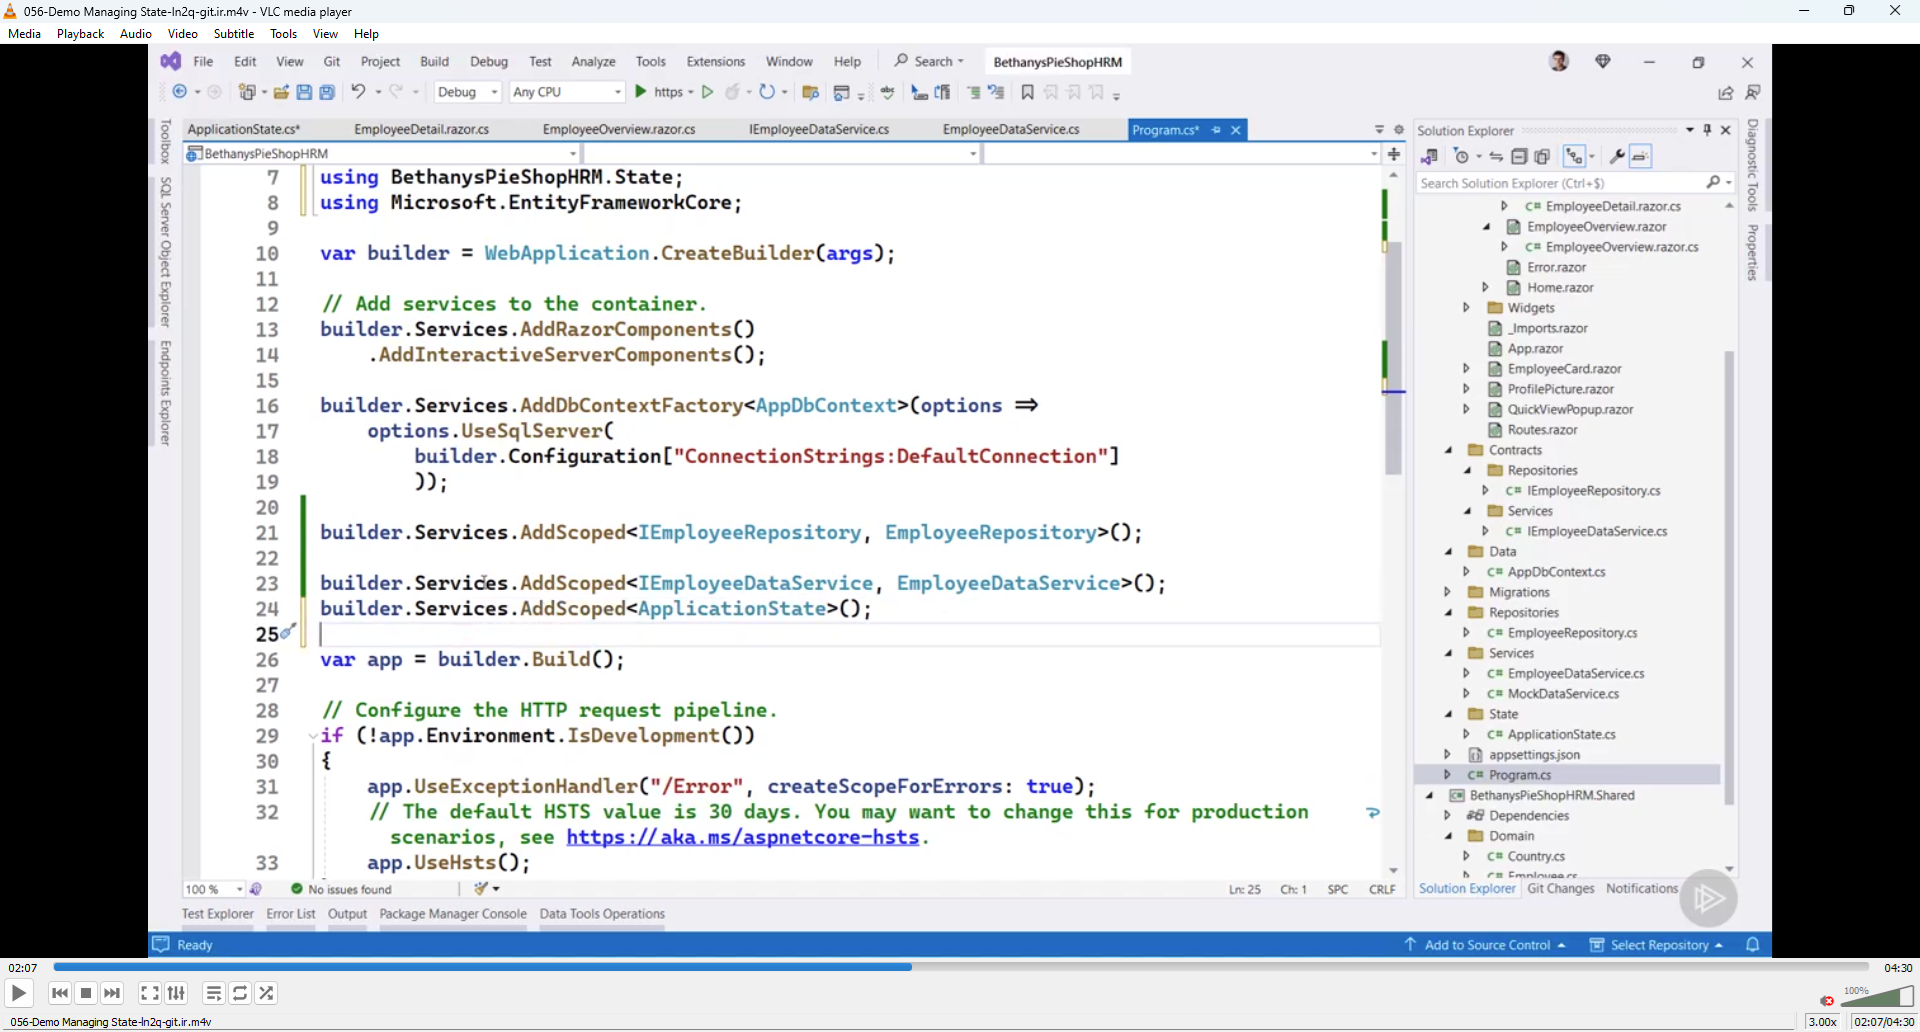 056-Demo Managing State-ln2q-git.ir.m4v - VLC media player
Media Playback Audio Video Subtitle Tools View Help
File Edit View Git Project Build Debug Test Analyze Tools Extensions Window Help Search BethanysPieShopHRM
Debug Any CPU https
ApplicationState.cs* EmployeeDetail.razor.cs EmployeeOverview.razor.cs IEmployeeDataService.cs EmployeeDataService.cs Program.cs*
BethanysPieShopHRM
7 using BethanysPieShopHRM.State;
8 using Microsoft.EntityFrameworkCore;
9
10 var builder = WebApplication.CreateBuilder(args);
11
12 // Add services to the container.
13 builder.Services.AddRazorComponents()
14 .AddInteractiveServerComponents();
15
16 builder.Services.AddDbContextFactory<AppDbContext>(options =>
17 options.UseSqlServer(
18 builder.Configuration["ConnectionStrings:DefaultConnection"]
19 ));
20
21 builder.Services.AddScoped<IEmployeeRepository, EmployeeRepository>();
22
23 builder.Services.AddScoped<IEmployeeDataService, EmployeeDataService>();
24 builder.Services.AddScoped<ApplicationState>();
25
26 var app = builder.Build();
27
28 // Configure the HTTP request pipeline.
29 if (!app.Environment.IsDevelopment())
30 {
31 app.UseExceptionHandler("/Error", createScopeForErrors: true);
32 // The default HSTS value is 30 days. You may want to change this for production
scenarios, see https://aka.ms/aspnetcore-hsts.
33 app.UseHsts();
100 % No issues found Ln: 25 Ch: 1 SPC CRLF
Toolbox
SQL Server Object Explorer
Endpoints Explorer
Solution Explorer
Search Solution Explorer (Ctrl+$)
C# EmployeeDetail.razor.cs
EmployeeOverview.razor
C# EmployeeOverview.razor.cs
Error.razor
Home.razor
Widgets
_Imports.razor
App.razor
EmployeeCard.razor
ProfilePicture.razor
QuickViewPopup.razor
Routes.razor
Contracts
Repositories
C# IEmployeeRepository.cs
Services
C# IEmployeeDataService.cs
Data
C# AppDbContext.cs
Migrations
Repositories
C# EmployeeRepository.cs
Services
C# EmployeeDataService.cs
C# MockDataService.cs
State
C# ApplicationState.cs
appsettings.json
C# Program.cs
BethanysPieShopHRM.Shared
Dependencies
Domain
C# Country.cs
C# Employee.cs
Solution Explorer Git Changes Notifications
Diagnostic Tools
Properties
Test Explorer Error List Output Package Manager Console Data Tools Operations
Ready Add to Source Control Select Repository
02:07 04:30
100%
056-Demo Managing State-ln2q-git.ir.m4v 3.00x 02:07/04:30